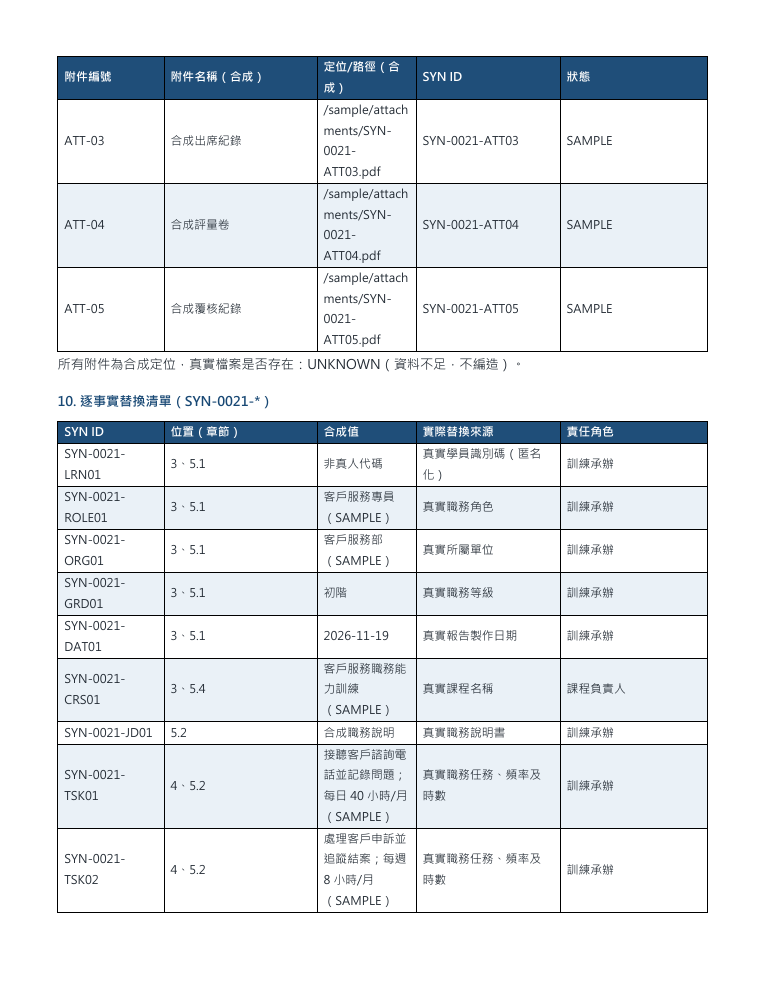 附件編號 附件名稱（合成） 定位/路徑（合成） SYN ID 狀態
ATT-03 合成出席紀錄 /sample/attachments/SYN-0021-ATT03.pdf SYN-0021-ATT03 SAMPLE
ATT-04 合成評量卷 /sample/attachments/SYN-0021-ATT04.pdf SYN-0021-ATT04 SAMPLE
ATT-05 合成覆核紀錄 /sample/attachments/SYN-0021-ATT05.pdf SYN-0021-ATT05 SAMPLE
所有附件為合成定位，真實檔案是否存在：UNKNOWN（資料不足，不編造）。
10. 逐事實替換清單（SYN-0021-*）
SYN ID 位置（章節） 合成值 實際替換來源 責任角色
SYN-0021-LRN01 3、5.1 非真人代碼 真實學員識別碼（匿名化） 訓練承辦
SYN-0021-ROLE01 3、5.1 客戶服務專員（SAMPLE） 真實職務角色 訓練承辦
SYN-0021-ORG01 3、5.1 客戶服務部（SAMPLE） 真實所屬單位 訓練承辦
SYN-0021-GRD01 3、5.1 初階 真實職務等級 訓練承辦
SYN-0021-DAT01 3、5.1 2026-11-19 真實報告製作日期 訓練承辦
SYN-0021-CRS01 3、5.4 客戶服務職務能力訓練（SAMPLE） 真實課程名稱 課程負責人
SYN-0021-JD01 5.2 合成職務說明 真實職務說明書 訓練承辦
SYN-0021-TSK01 4、5.2 接聽客戶諮詢電話並記錄問題；每日 40 小時/月（SAMPLE） 真實職務任務、頻率及時數 訓練承辦
SYN-0021-TSK02 4、5.2 處理客戶申訴並追蹤結案；每週 8 小時/月（SAMPLE） 真實職務任務、頻率及時數 訓練承辦